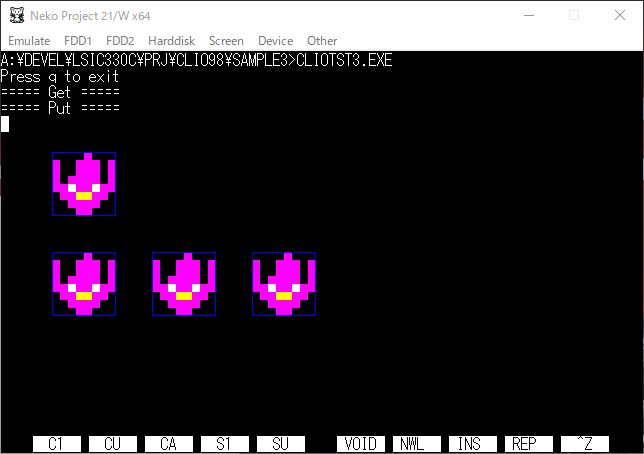 Neko Project 21/W x64
Emulate FDD1 FDD2 Harddisk Screen Device Other
A:¥DEVEL¥LSIC330C¥PRJ¥CLIO98¥SAMPLE3>CLIOTST3.EXE
Press q to exit
===== Get =====
===== Put =====
C1 CU CA S1 SU VOID NWL INS REP ^Z